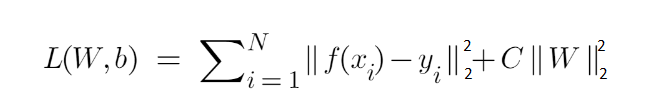 L(W,b) = ∑_{i=1}^{N} ‖ f(x_i) − y_i ‖_2^2 + C ‖ W ‖_2^2